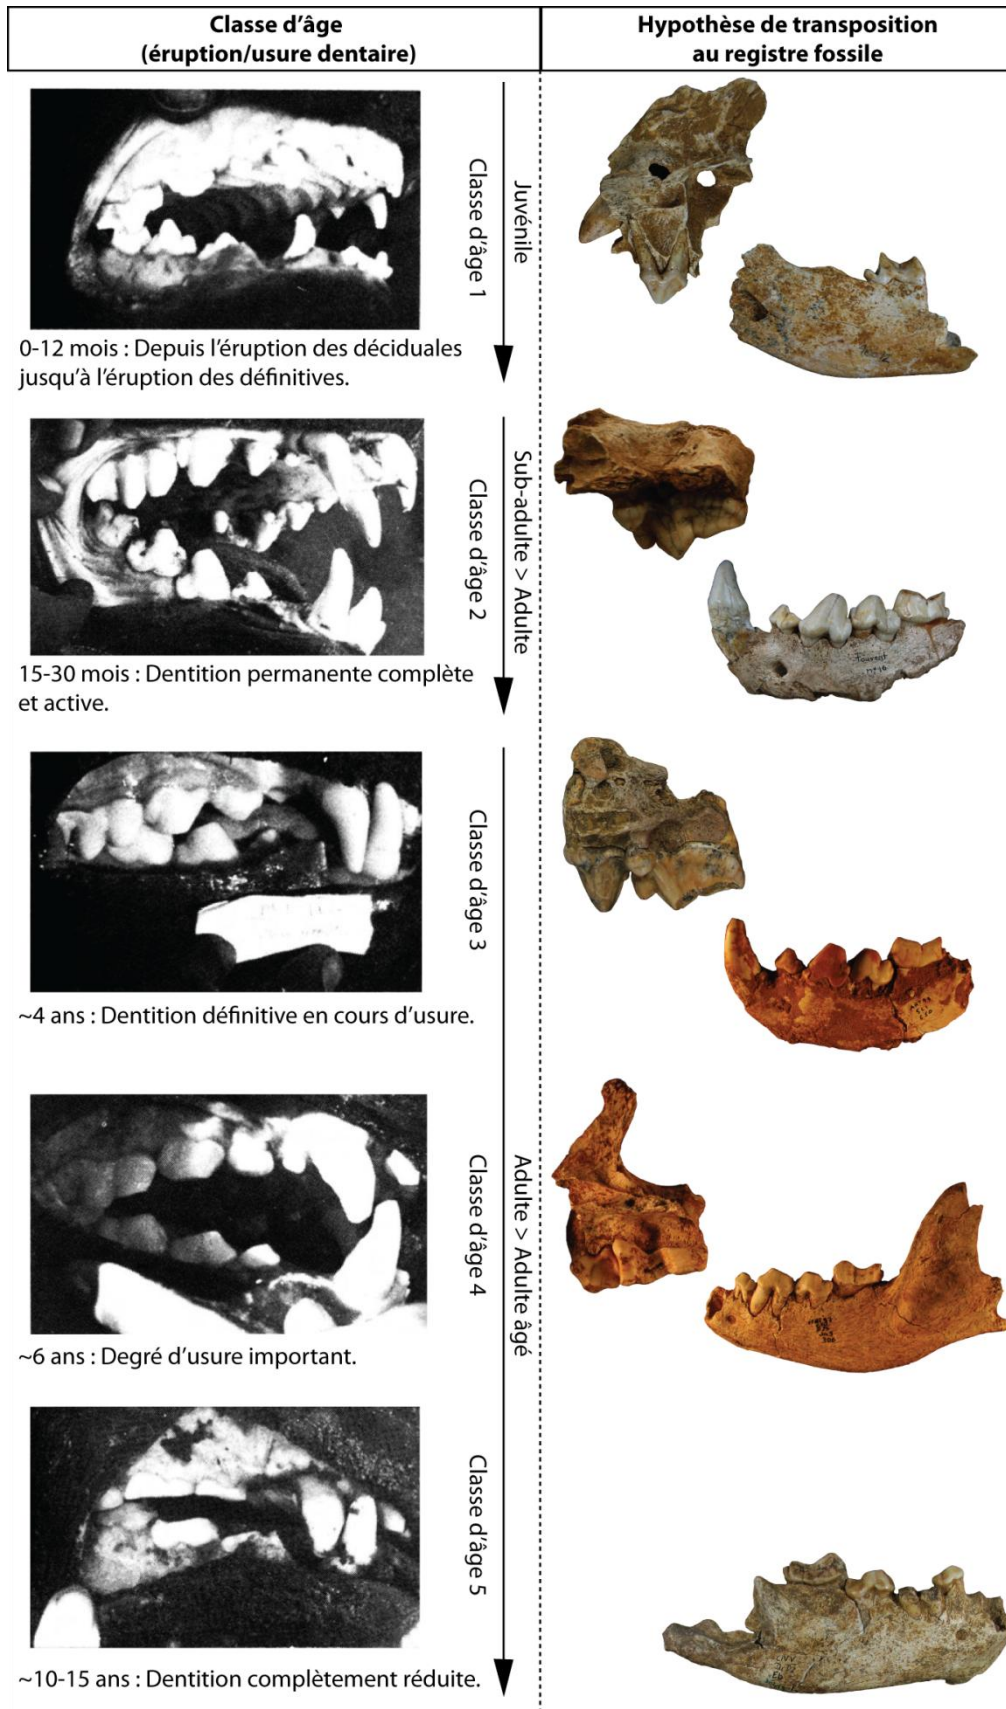 Classe d'âge
(éruption/usure dentaire)
Hypothèse de transposition
au registre fossile
Classe d'âge 1
Juvénile
0-12 mois : Depuis l'éruption des déciduales
jusqu'à l'éruption des définitives.
Classe d'âge 2
Sub-adulte > Adulte
15-30 mois : Dentition permanente complète
et active.
Classe d'âge 3
~4 ans : Dentition définitive en cours d'usure.
Classe d'âge 4
Adulte > Adulte âgé
~6 ans : Degré d'usure important.
Classe d'âge 5
~10-15 ans : Dentition complètement réduite.